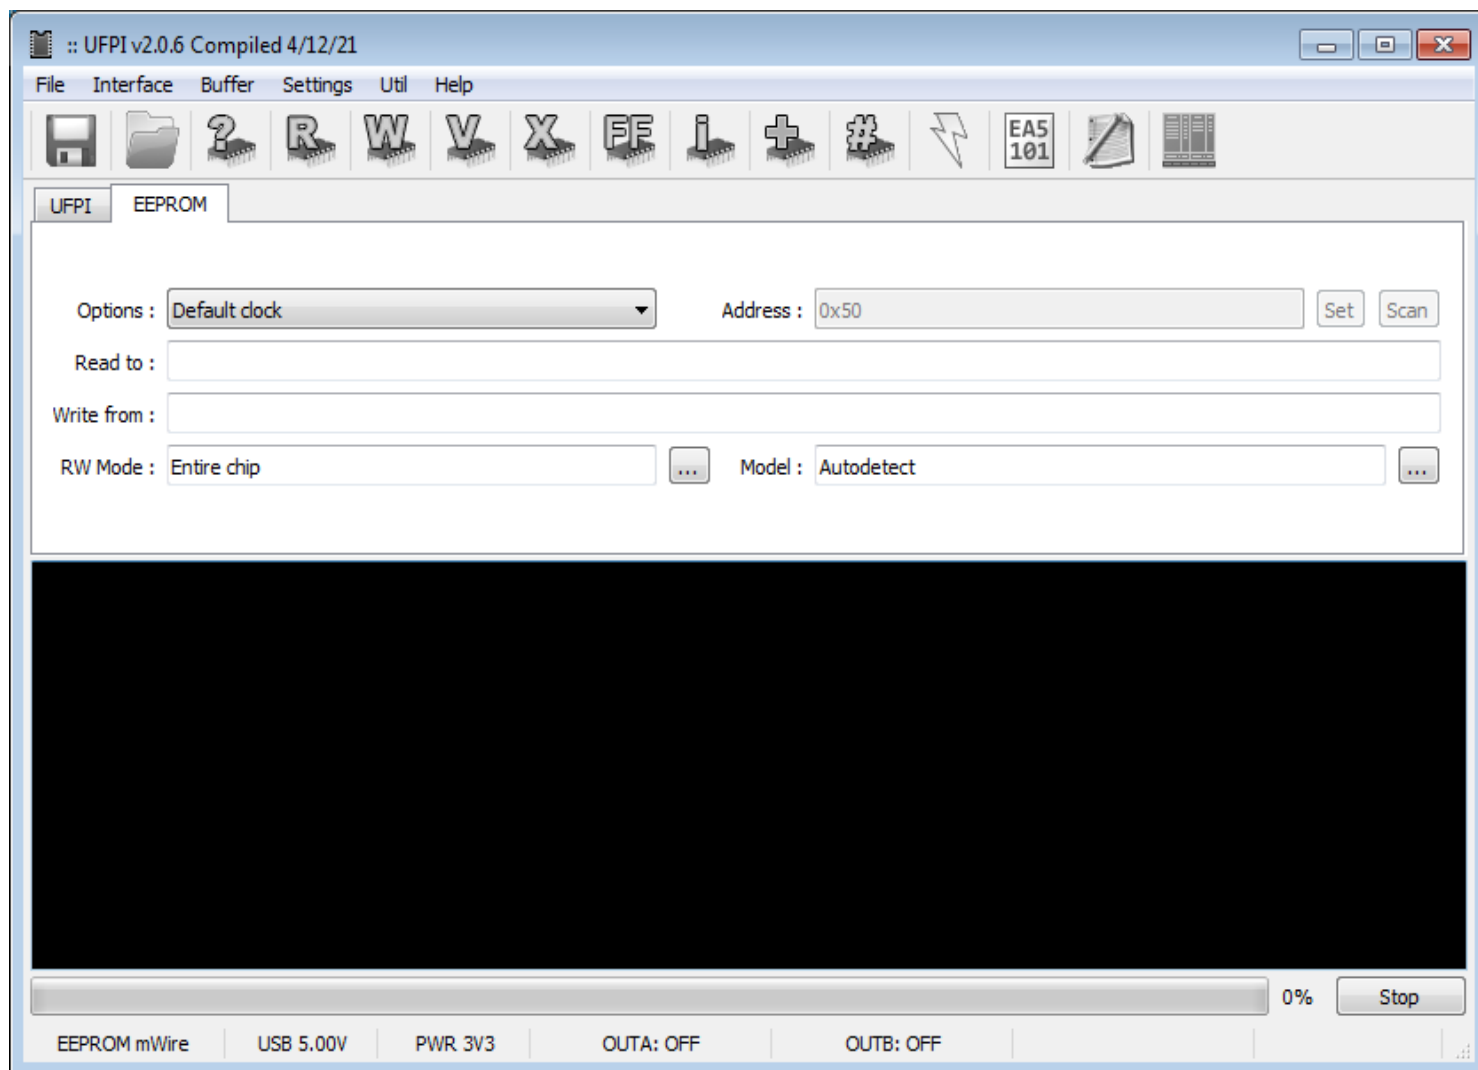 :: UFPI v2.0.6 Compiled 4/12/21
File Interface Buffer Settings Util Help
? R W V X FF i + # EA5
101
UFPI EEPROM
Options : Default clock Address : 0x50 Set Scan
Read to :
Write from :
RW Mode : Entire chip ... Model : Autodetect ...
0% Stop
EEPROM mWire USB 5.00V PWR 3V3 OUTA: OFF OUTB: OFF